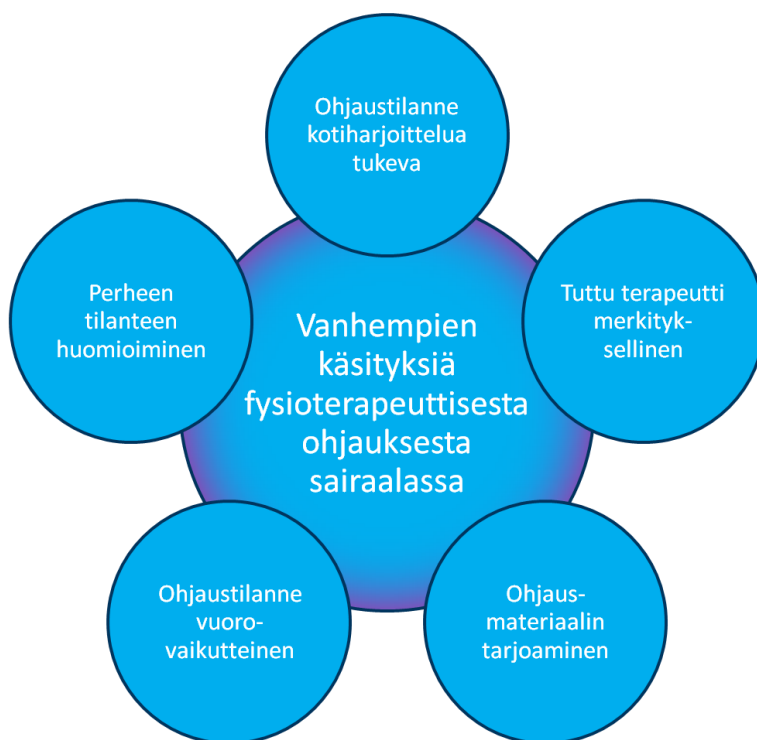 Ohjaustilanne
kotiharjoittelua
tukeva
Perheen
tilanteen
huomioiminen
Tuttu terapeutti
merkityk-
sellinen
Vanhempien
käsityksiä
fysioterapeuttisesta
ohjauksesta
sairaalassa
Ohjaustilanne
vuoro-
vaikutteinen
Ohjaus-
materiaalin
tarjoaminen